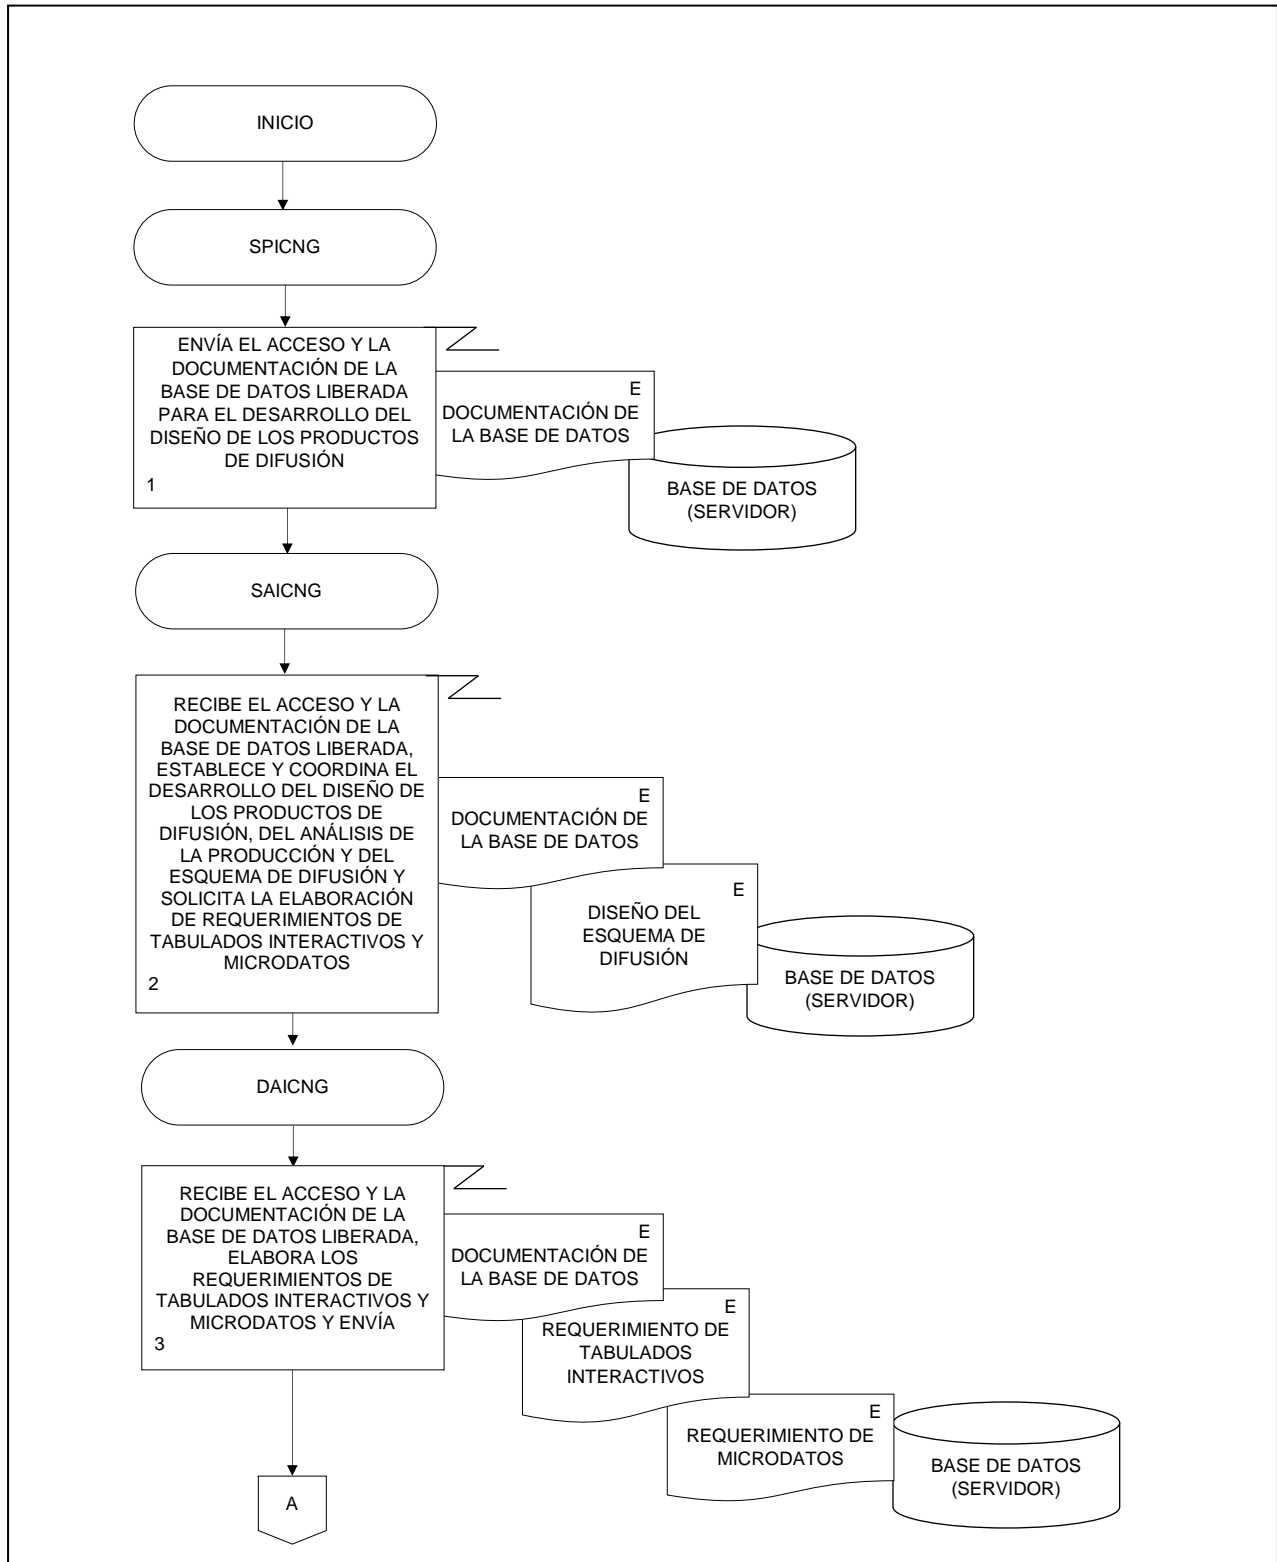 INICIO
SPICNG
ENVÍA EL ACCESO Y LA
DOCUMENTACIÓN DE LA
BASE DE DATOS LIBERADA
PARA EL DESARROLLO DEL
DISEÑO DE LOS PRODUCTOS
DE DIFUSIÓN
1
E
DOCUMENTACIÓN DE
LA BASE DE DATOS
BASE DE DATOS
(SERVIDOR)
SAICNG
RECIBE EL ACCESO Y LA
DOCUMENTACIÓN DE LA
BASE DE DATOS LIBERADA,
ESTABLECE Y COORDINA EL
DESARROLLO DEL DISEÑO DE
LOS PRODUCTOS DE
DIFUSIÓN, DEL ANÁLISIS DE
LA PRODUCCIÓN Y DEL
ESQUEMA DE DIFUSIÓN Y
SOLICITA LA ELABORACIÓN
DE REQUERIMIENTOS DE
TABULADOS INTERACTIVOS Y
MICRODATOS
2
E
DOCUMENTACIÓN DE
LA BASE DE DATOS
E
DISEÑO DEL
ESQUEMA DE
DIFUSIÓN
BASE DE DATOS
(SERVIDOR)
DAICNG
RECIBE EL ACCESO Y LA
DOCUMENTACIÓN DE LA
BASE DE DATOS LIBERADA,
ELABORA LOS
REQUERIMIENTOS DE
TABULADOS INTERACTIVOS Y
MICRODATOS Y ENVÍA
3
E
DOCUMENTACIÓN DE
LA BASE DE DATOS
E
REQUERIMIENTO DE
TABULADOS
INTERACTIVOS
E
REQUERIMIENTO DE
MICRODATOS
BASE DE DATOS
(SERVIDOR)
A